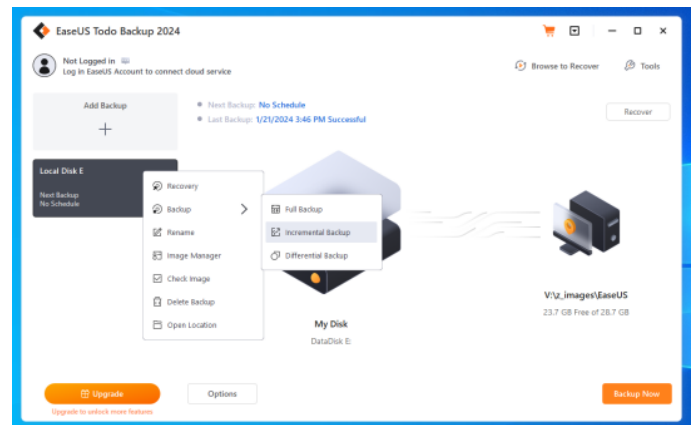 EaseUS Todo Backup 2024
Not Logged in
Log in EaseUS Account to connect cloud service
Browse to Recover
Tools
Add Backup
Next Backup: No Schedule
Last Backup: 1/21/2024 3:46 PM Successful
Recover
Local Disk E
Next Backup
No Schedule
Recovery
Backup
Rename
Image Manager
Check Image
Delete Backup
Open Location
Full Backup
Incremental Backup
Differential Backup
My Disk
DataDisk E:
V:\z_images\EaseUS
23.7 GB Free of 28.7 GB
Upgrade
Upgrade to unlock more features
Options
Backup Now